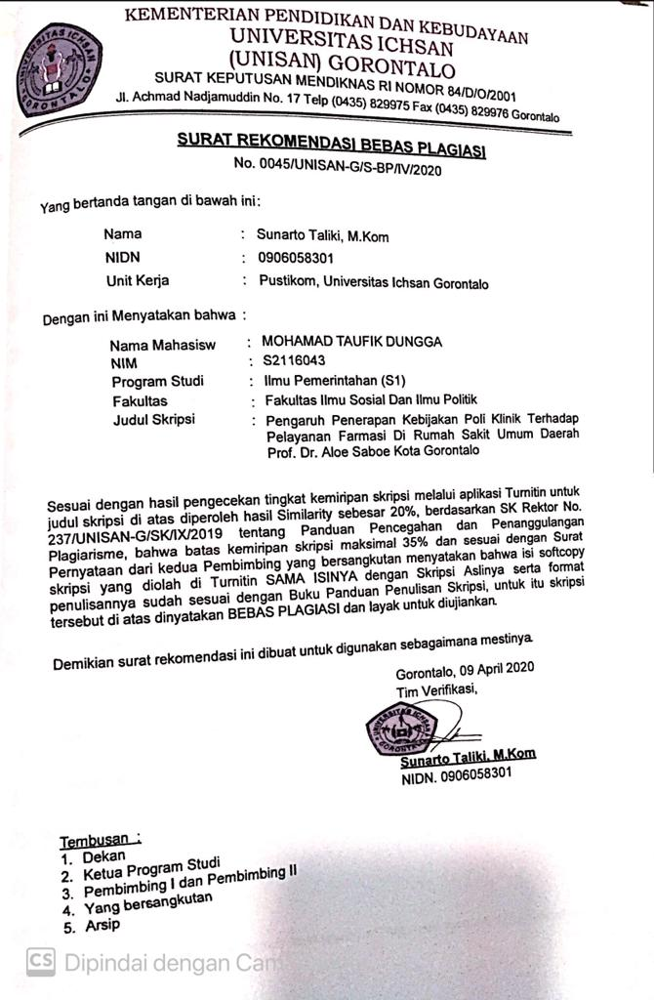 KEMENTERIAN PENDIDIKAN DAN KEBUDAYAAN
UNIVERSITAS ICHSAN
(UNISAN) GORONTALO
SURAT KEPUTUSAN MENDIKNAS RI NOMOR 84/D/O/2001
Jl. Achmad Nadjamuddin No. 17 Telp (0435) 829975 Fax (0435) 829976 Gorontalo
UNIVERSITAS ICHSAN
GORONTALO
SURAT REKOMENDASI BEBAS PLAGIASI
No. 0045/UNISAN-G/S-BP/IV/2020
Yang bertanda tangan di bawah ini:
Nama : Sunarto Taliki, M.Kom
NIDN : 0906058301
Unit Kerja : Pustikom, Universitas Ichsan Gorontalo
Dengan ini Menyatakan bahwa :
Nama Mahasisw : MOHAMAD TAUFIK DUNGGA
NIM : S2116043
Program Studi : Ilmu Pemerintahan (S1)
Fakultas : Fakultas Ilmu Sosial Dan Ilmu Politik
Judul Skripsi : Pengaruh Penerapan Kebijakan Poli Klinik Terhadap
Pelayanan Farmasi Di Rumah Sakit Umum Daerah
Prof. Dr. Aloe Saboe Kota Gorontalo
Sesuai dengan hasil pengecekan tingkat kemiripan skripsi melalui aplikasi Turnitin untuk
judul skripsi di atas diperoleh hasil Similarity sebesar 20%, berdasarkan SK Rektor No.
237/UNISAN-G/SK/IX/2019 tentang Panduan Pencegahan dan Penanggulangan
Plagiarisme, bahwa batas kemiripan skripsi maksimal 35% dan sesuai dengan Surat
Pernyataan dari kedua Pembimbing yang bersangkutan menyatakan bahwa isi softcopy
skripsi yang diolah di Turnitin SAMA ISINYA dengan Skripsi Aslinya serta format
penulisannya sudah sesuai dengan Buku Panduan Penulisan Skripsi, untuk itu skripsi
tersebut di atas dinyatakan BEBAS PLAGIASI dan layak untuk diujiankan.
Demikian surat rekomendasi ini dibuat untuk digunakan sebagaimana mestinya
Gorontalo, 09 April 2020
Tim Verifikasi,
UNIVERSITAS ICHSAN
GORONTALO
Sunarto Taliki, M.Kom
NIDN. 0906058301
Tembusan :
1. Dekan
2. Ketua Program Studi
3. Pembimbing I dan Pembimbing II
4. Yang bersangkutan
5. Arsip
CS Dipindai dengan Cam